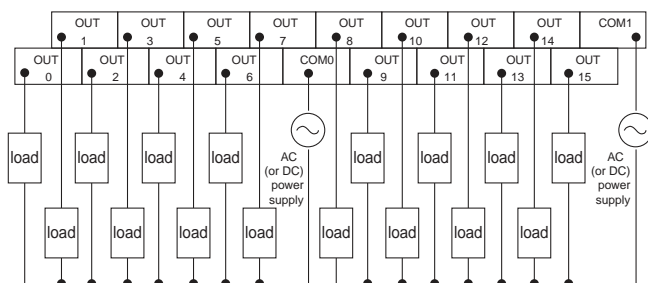 OUT OUT OUT OUT OUT OUT OUT OUT COM1
1 3 5 7 8 10 12 14
OUT OUT OUT OUT COM0 OUT OUT OUT OUT
0 2 4 6 9 11 13 15
load load load load load load load load
AC
(or DC)
power
supply
AC
(or DC)
power
supply
load load load load load load load load